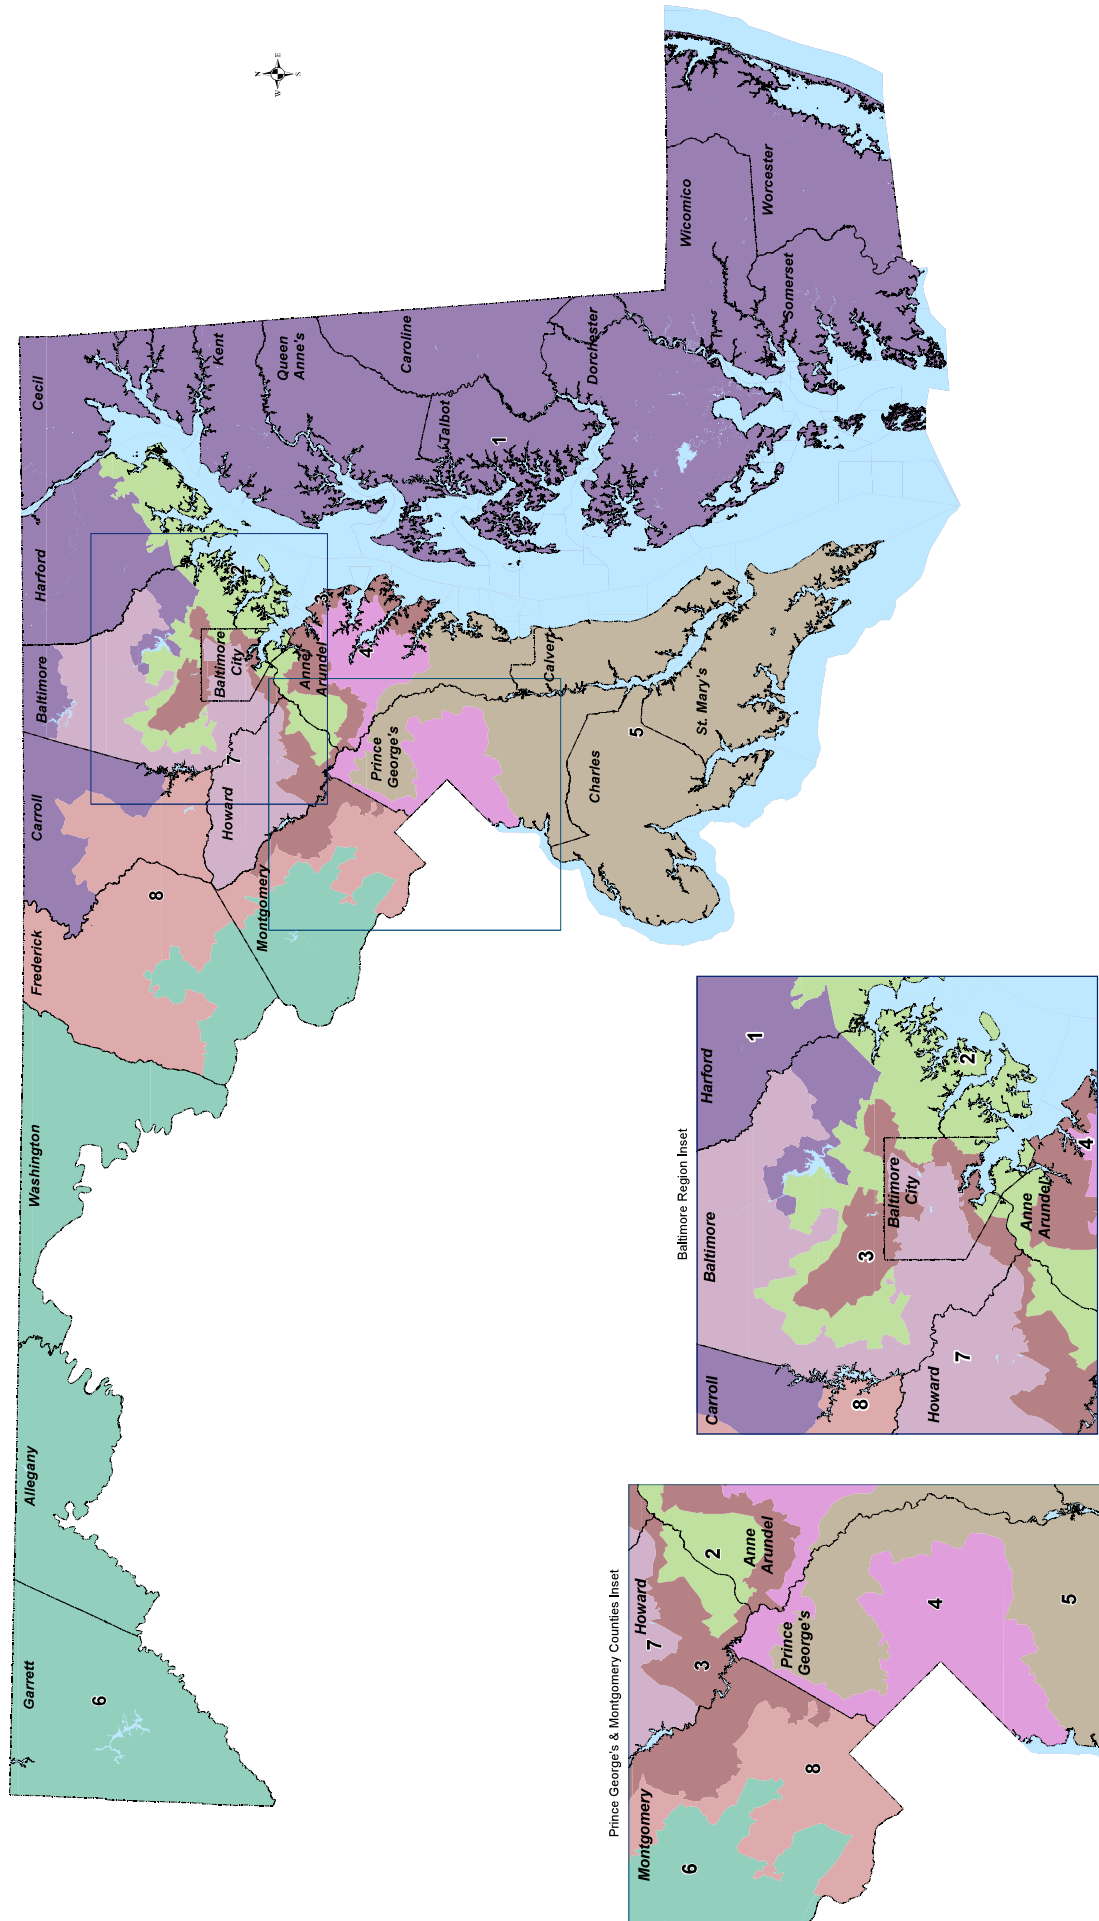 N
E
S
W
Garrett
Allegany
Washington
Frederick
Carroll
Baltimore
Harford
Cecil
6
8
Montgomery
Howard
7
Baltimore
City
2
Kent
Queen
Anne's
Anne
Arundel
3
4
Prince
George's
Caroline
Talbot
1
Calvert
Charles
5
St. Mary's
Dorchester
Wicomico
Worcester
Somerset
Prince George's & Montgomery Counties Inset
Montgomery
Howard
7
3
2
Anne
Arundel
6
8
Prince
George's
4
5
Baltimore Region Inset
Carroll
Baltimore
Harford
1
8
3
Baltimore
City
2
Howard
7
Anne
Arundel
4